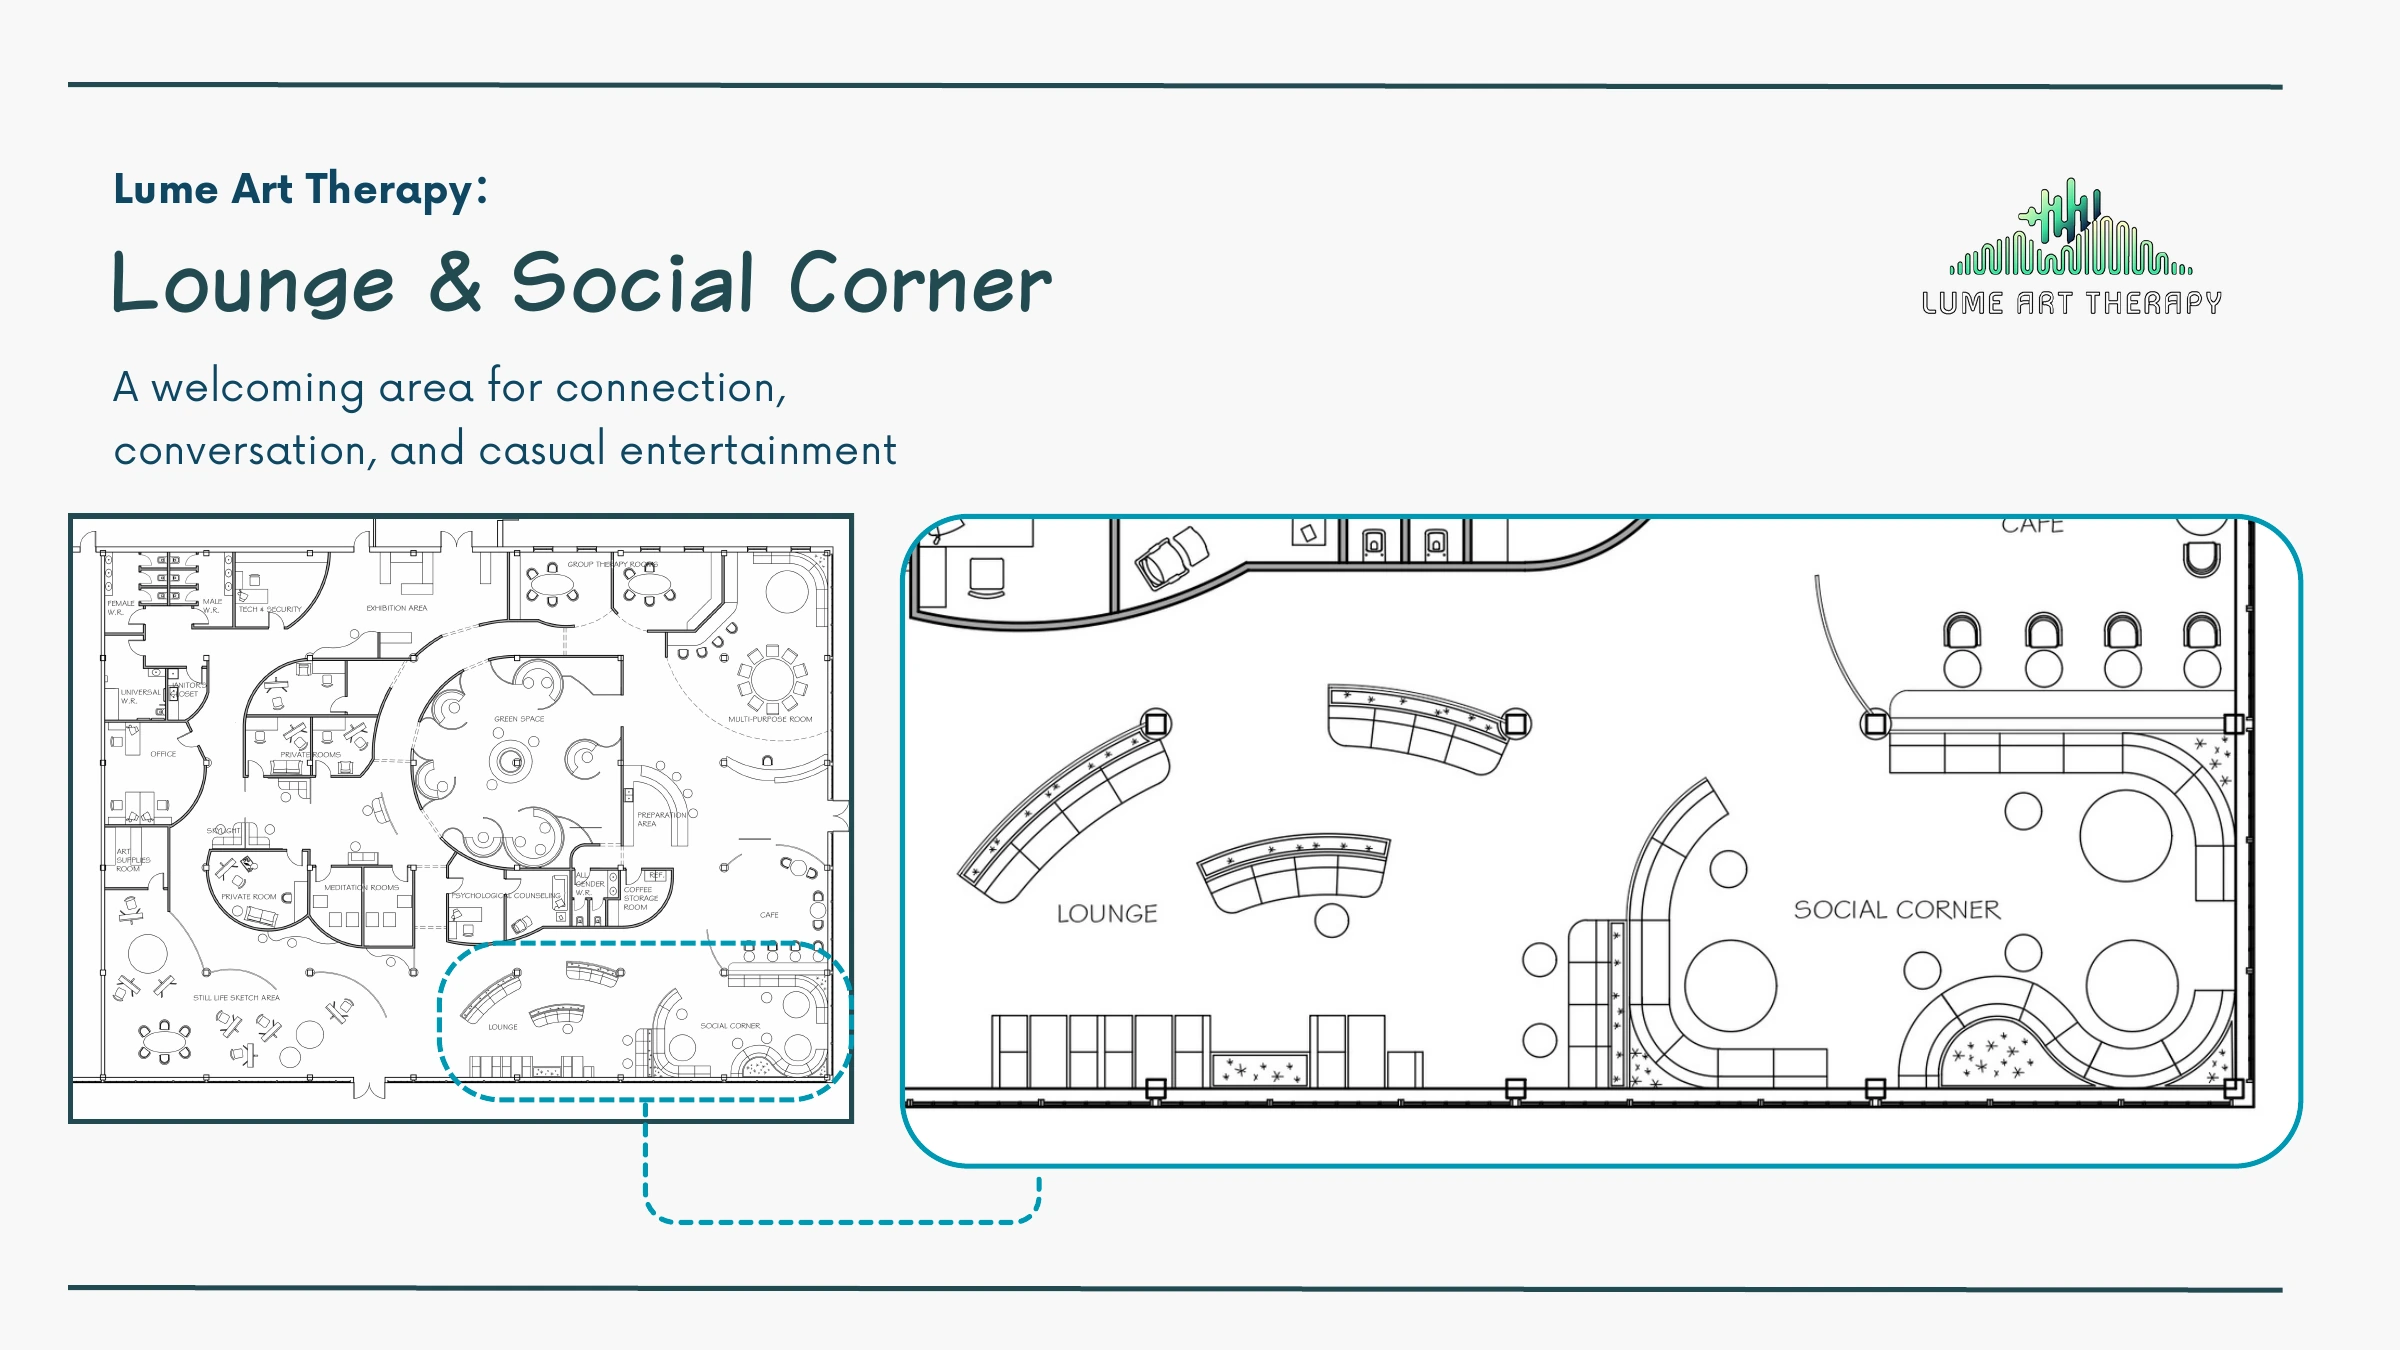 Lume Art Therapy:
Lounge & Social Corner
A welcoming area for connection,
conversation, and casual entertainment
LUME ART THERAPY
GROUP THERAPY ROOMS
FEMALE
W.R.
MALE
W.R.
TECH & SECURITY
EXHIBITION AREA
UNIVERSAL
W.R.
JANITOR'S
CLOSET
GREEN SPACE
MULTI-PURPOSE ROOM
OFFICE
PRIVATE ROOMS
PREPARATION
AREA
SKYLIGHT
ART
SUPPLIES
ROOM
PRIVATE ROOM
MEDITATION ROOMS
PSYCHOLOGICAL COUNSELING
ALL
GENDER
W.R.
COFFEE
STORAGE
ROOM
REF.
CAFE
STILL LIFE SKETCH AREA
LOUNGE
SOCIAL CORNER
CAFE
LOUNGE
SOCIAL CORNER